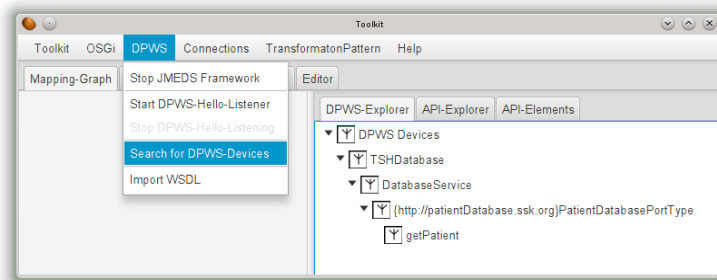 Toolkit
Toolkit OSGi DPWS Connections TransformatonPattern Help
Mapping-Graph Editor
Stop JMEDS Framework
Start DPWS-Hello-Listener
Stop DPWS-Hello-Listening
Search for DPWS-Devices
Import WSDL
DPWS-Explorer API-Explorer API-Elements
DPWS Devices
TSHDatabase
DatabaseService
{http://patientDatabase.ssk.org}PatientDatabasePortType
getPatient